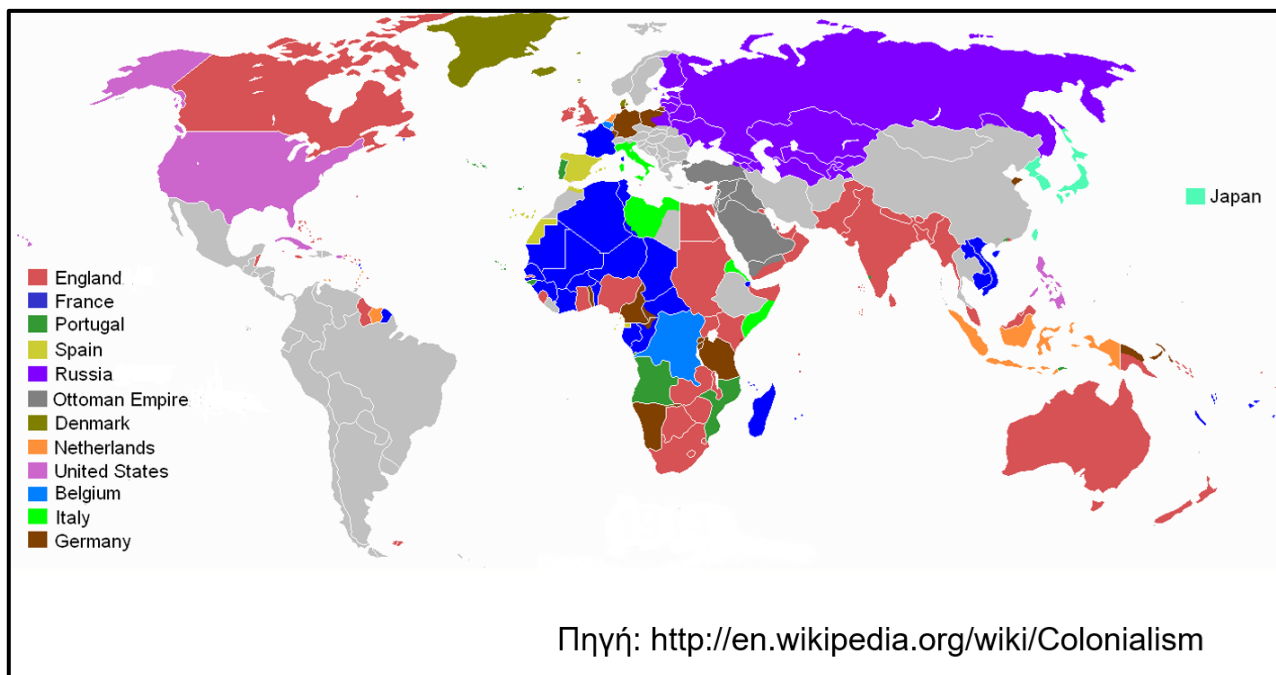 England
France
Portugal
Spain
Russia
Ottoman Empire
Denmark
Netherlands
United States
Belgium
Italy
Germany
Japan
Πηγή: http://en.wikipedia.org/wiki/Colonialism